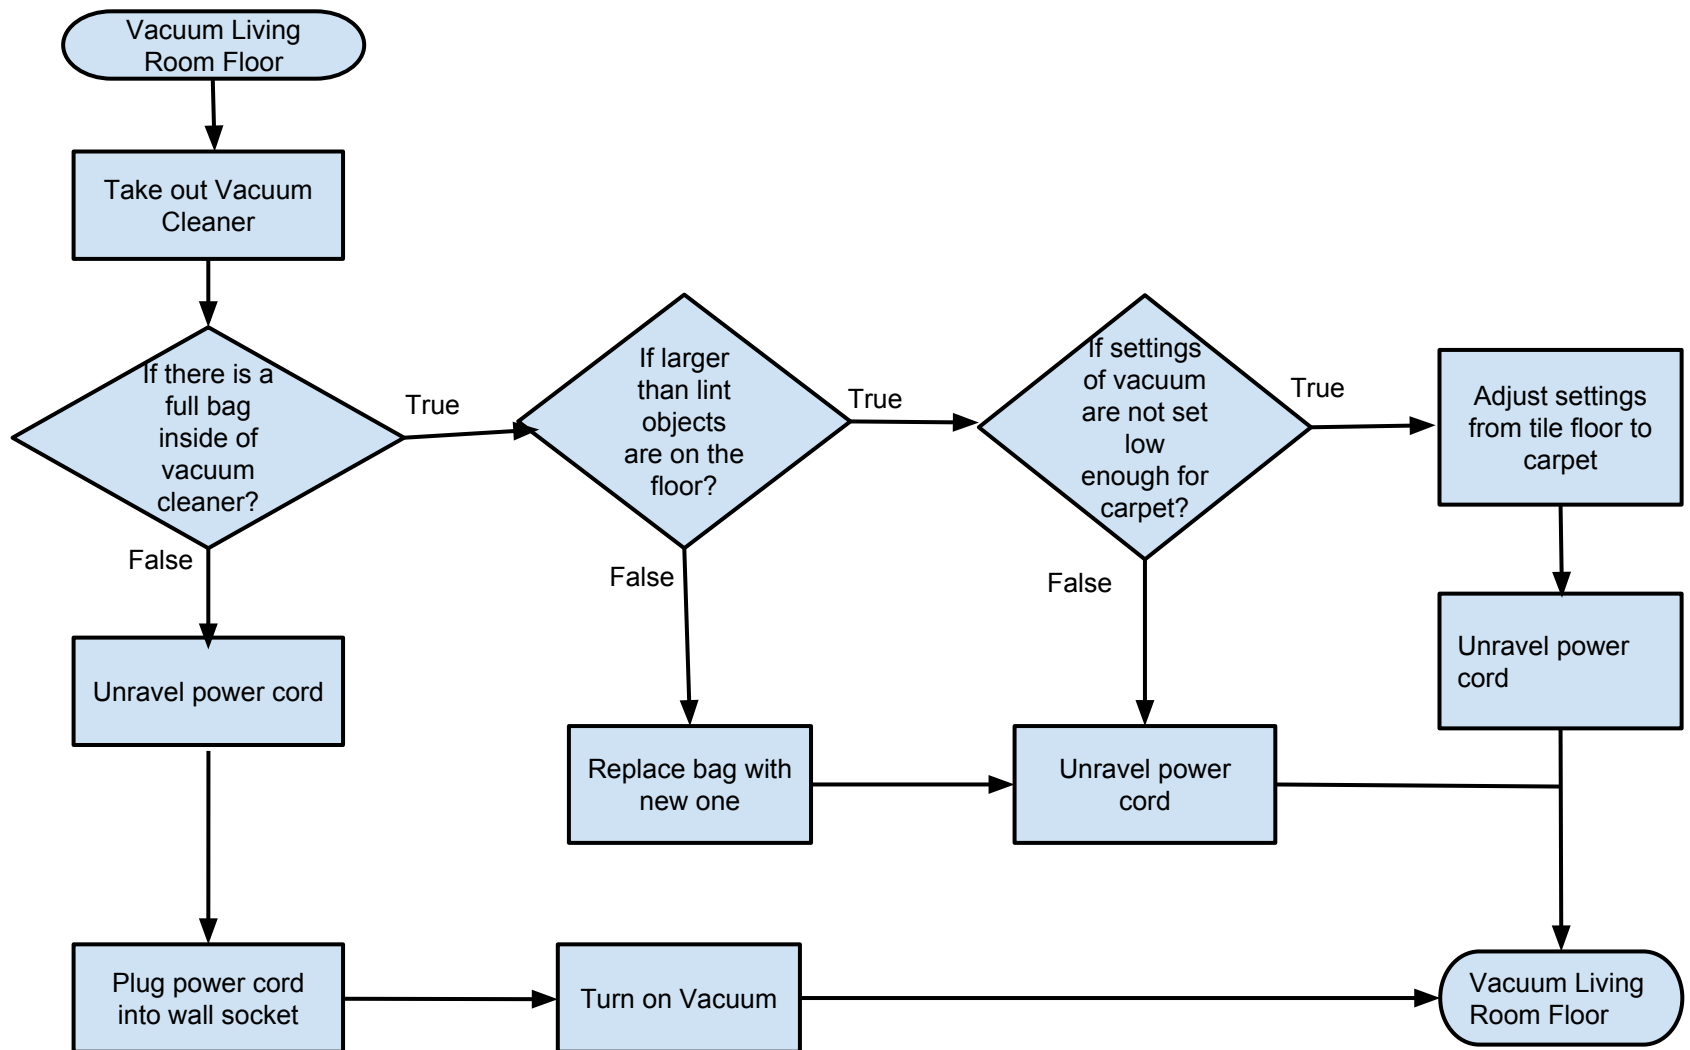 Vacuum Living
Room Floor
Take out Vacuum
Cleaner
If there is a
full bag
inside of
vacuum
cleaner?
True
False
If larger
than lint
objects
are on the
floor?
True
False
If settings
of vacuum
are not set
low
enough for
carpet?
True
False
Adjust settings
from tile floor to
carpet
Unravel power cord
Unravel power
cord
Replace bag with
new one
Unravel power
cord
Plug power cord
into wall socket
Turn on Vacuum
Vacuum Living
Room Floor